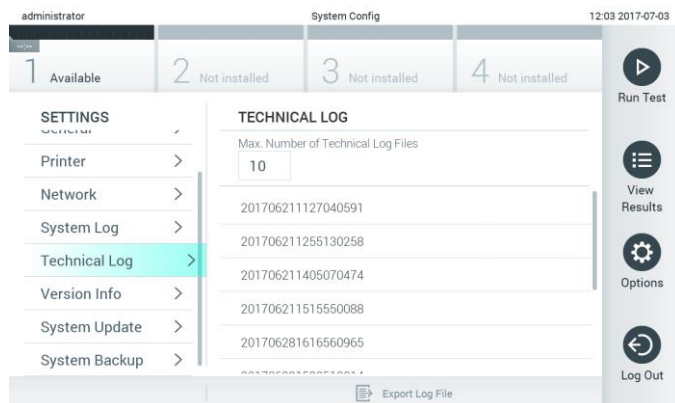 administrator
System Config
12:03 2017-07-03
--:--
1 Available
2 Not installed
3 Not installed
4 Not installed
Run Test
SETTINGS
General
Printer
Network
System Log
Technical Log
Version Info
System Update
System Backup
TECHNICAL LOG
Max. Number of Technical Log Files
10
201706211127040591
201706211255130258
201706211405070474
201706211515550088
201706281616560965
Export Log File
View
Results
Options
Log Out